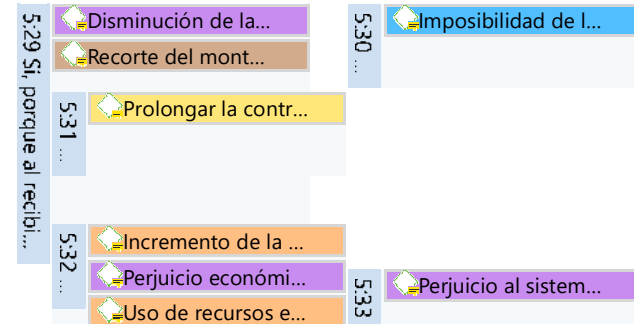 5:29 Si, porque al recibi...
Disminución de la...
Recorte del mont...
5:30 ...
Imposibilidad de l...
5:31 ...
Prolongar la contr...
5:32 ...
Incremento de la ...
Perjuicio económi...
Uso de recursos e...
5:33
Perjuicio al sistem...